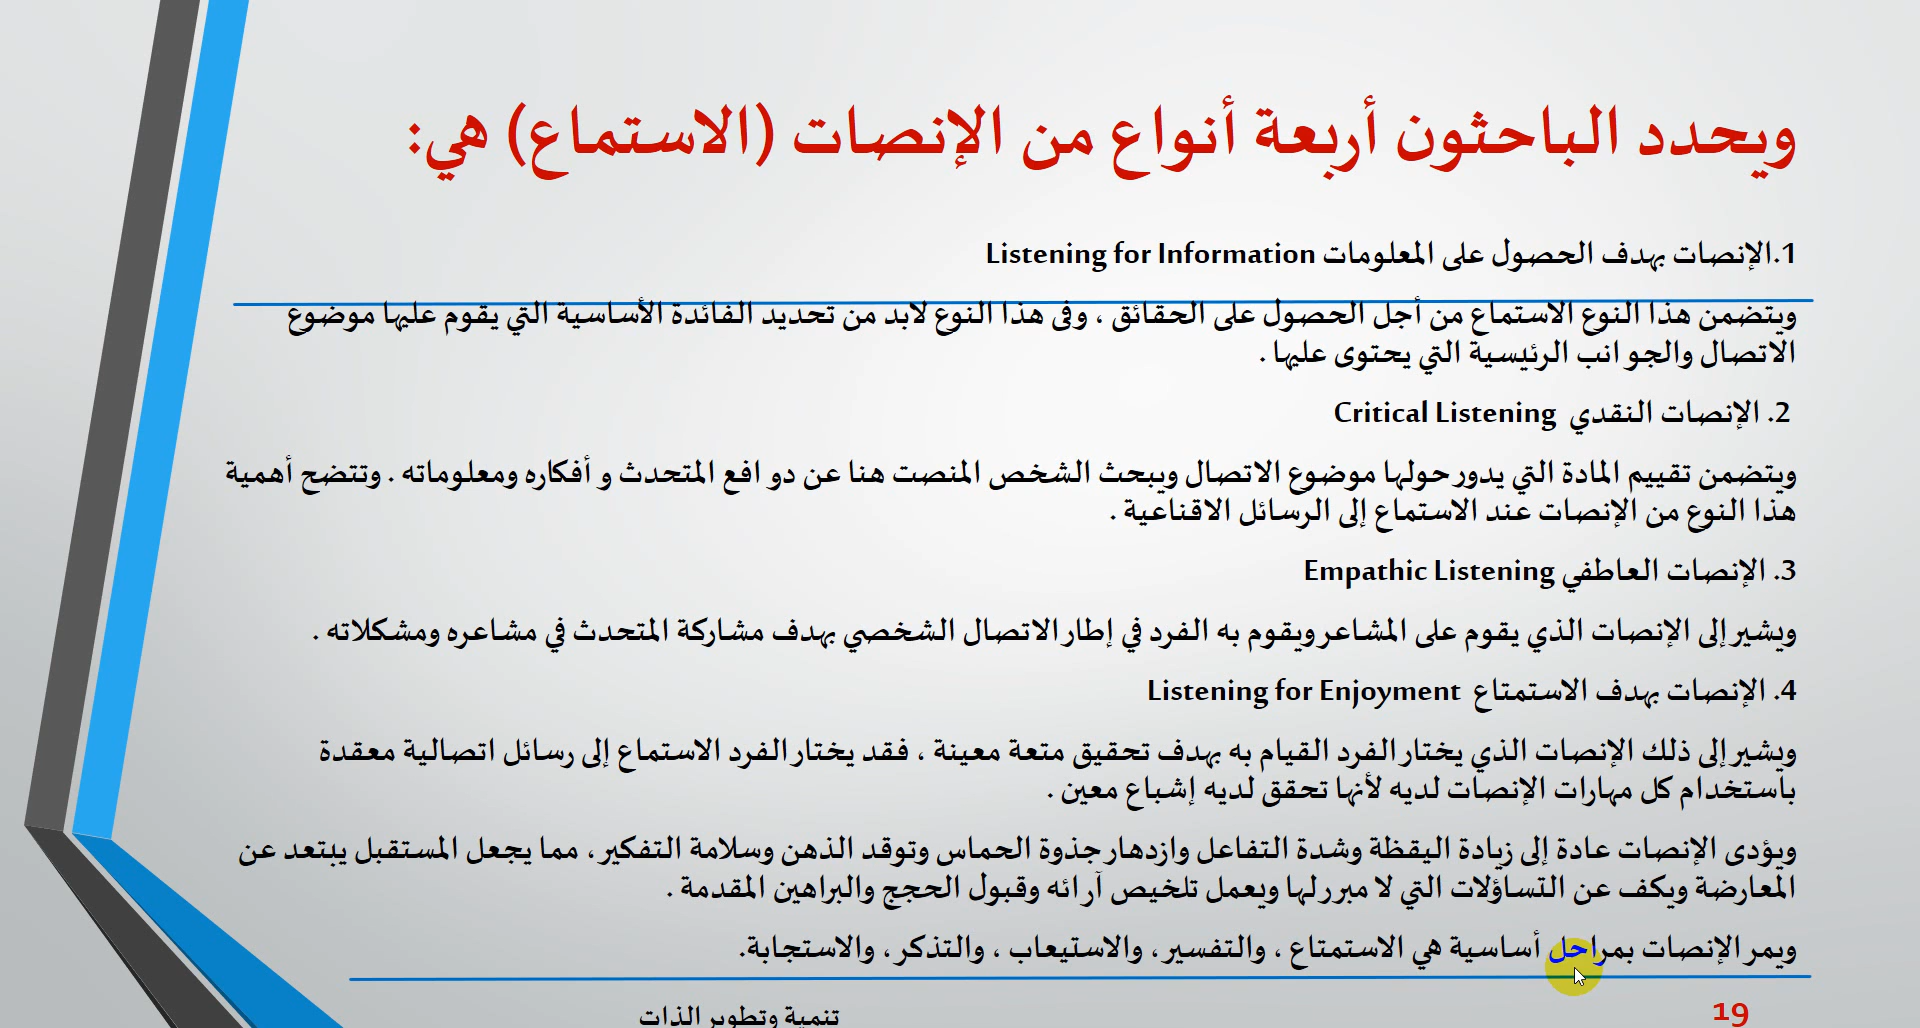 ويحدد الباحثون أربعة أنواع من الإنصات (الاستماع) هي:
1.الإنصات بهدف الحصول على المعلومات Listening for Information
ويتضمن هذا النوع الاستماع من أجل الحصول على الحقائق ، وفى هذا النوع لابد من تحديد الفائدة الأساسية التي يقوم عليها موضوع
الاتصال والجوانب الرئيسية التي يحتوى عليها .
2. الإنصات النقدي Critical Listening
ويتضمن تقييم المادة التي يدور حولها موضوع الاتصال ويبحث الشخص المنصت هنا عن دوافع المتحدث و أفكاره ومعلوماته . وتتضح أهمية
هذا النوع من الإنصات عند الاستماع إلى الرسائل الاقناعية .
3. الإنصات العاطفي Empathic Listening
ويشير إلى الإنصات الذي يقوم على المشاعر ويقوم به الفرد في إطار الاتصال الشخصي بهدف مشاركة المتحدث في مشاعره ومشكلاته .
4. الإنصات بهدف الاستمتاع Listening for Enjoyment
ويشير إلى ذلك الإنصات الذي يختار الفرد القيام به بهدف تحقيق متعة معينة ، فقد يختار الفرد الاستماع إلى رسائل اتصالية معقدة
باستخدام كل مهارات الإنصات لديه لأنها تحقق لديه إشباع معين .
ويؤدى الإنصات عادة إلى زيادة اليقظة وشدة التفاعل وازدهار جذوة الحماس وتوقد الذهن وسلامة التفكير ، مما يجعل المستقبل يبتعد عن
المعارضة ويكف عن التساؤلات التي لا مبرر لها ويعمل تلخيص آرائه وقبول الحجج والبراهين المقدمة .
ويمر الإنصات بمراحل أساسية هي الاستمتاع ، والتفسير ، والاستيعاب ، والتذكر ، والاستجابة.
تنمية وتطوير الذات
19